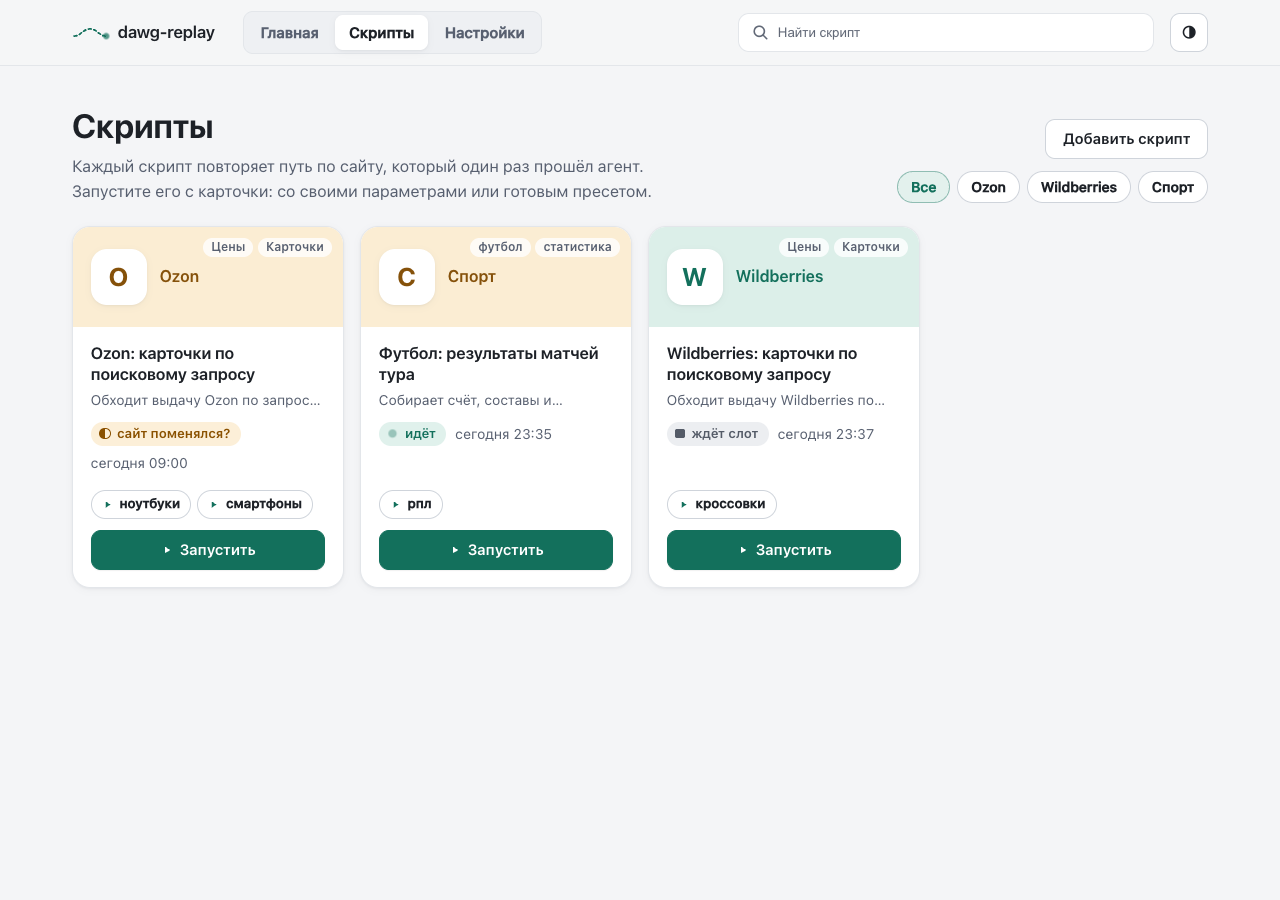 dawg-replay
Главная
Скрипты
Настройки
Найти скрипт
Скрипты
Каждый скрипт повторяет путь по сайту, который один раз прошёл агент.
Запустите его с карточки: со своими параметрами или готовым пресетом.
Добавить скрипт
Все
Ozon
Wildberries
Спорт
Цены
Карточки
O
Ozon
Ozon: карточки по
поисковому запросу
Обходит выдачу Ozon по запрос…
сайт поменялся?
сегодня 09:00
ноутбуки
смартфоны
Запустить
футбол
статистика
С
Спорт
Футбол: результаты матчей
тура
Собирает счёт, составы и…
идёт
сегодня 23:35
рпл
Запустить
Цены
Карточки
W
Wildberries
Wildberries: карточки по
поисковому запросу
Обходит выдачу Wildberries по…
ждёт слот
сегодня 23:37
кроссовки
Запустить